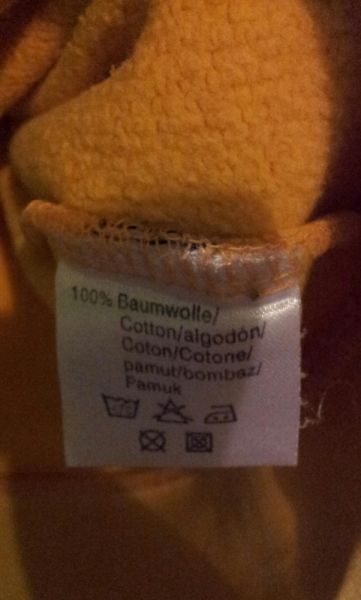 100% Baumwolle/
Cotton/algodón/
Coton/Cotone/
pamut/bombaz/
Pamuk